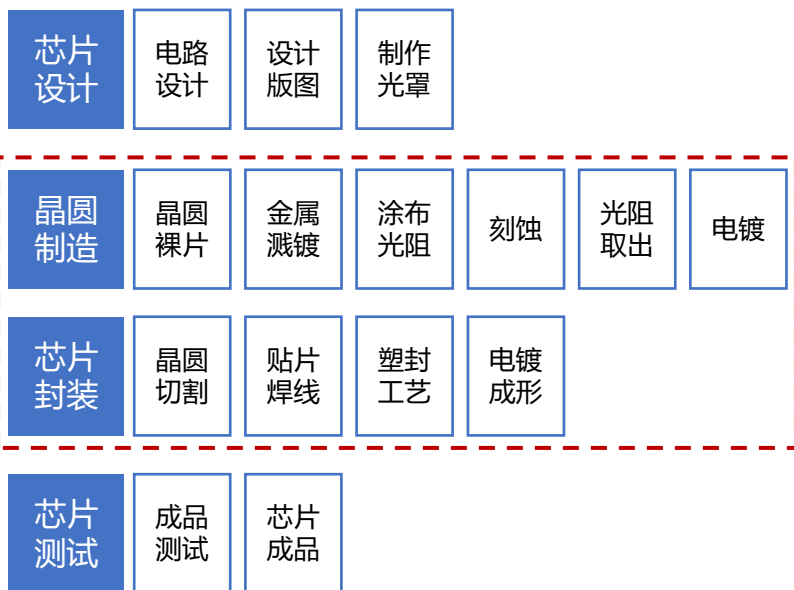 芯片
设计
电路
设计
设计
版图
制作
光罩
晶圆
制造
晶圆
裸片
金属
溅镀
涂布
光阻
刻蚀
光阻
取出
电镀
芯片
封装
晶圆
切割
贴片
焊线
塑封
工艺
电镀
成形
芯片
测试
成品
测试
芯片
成品